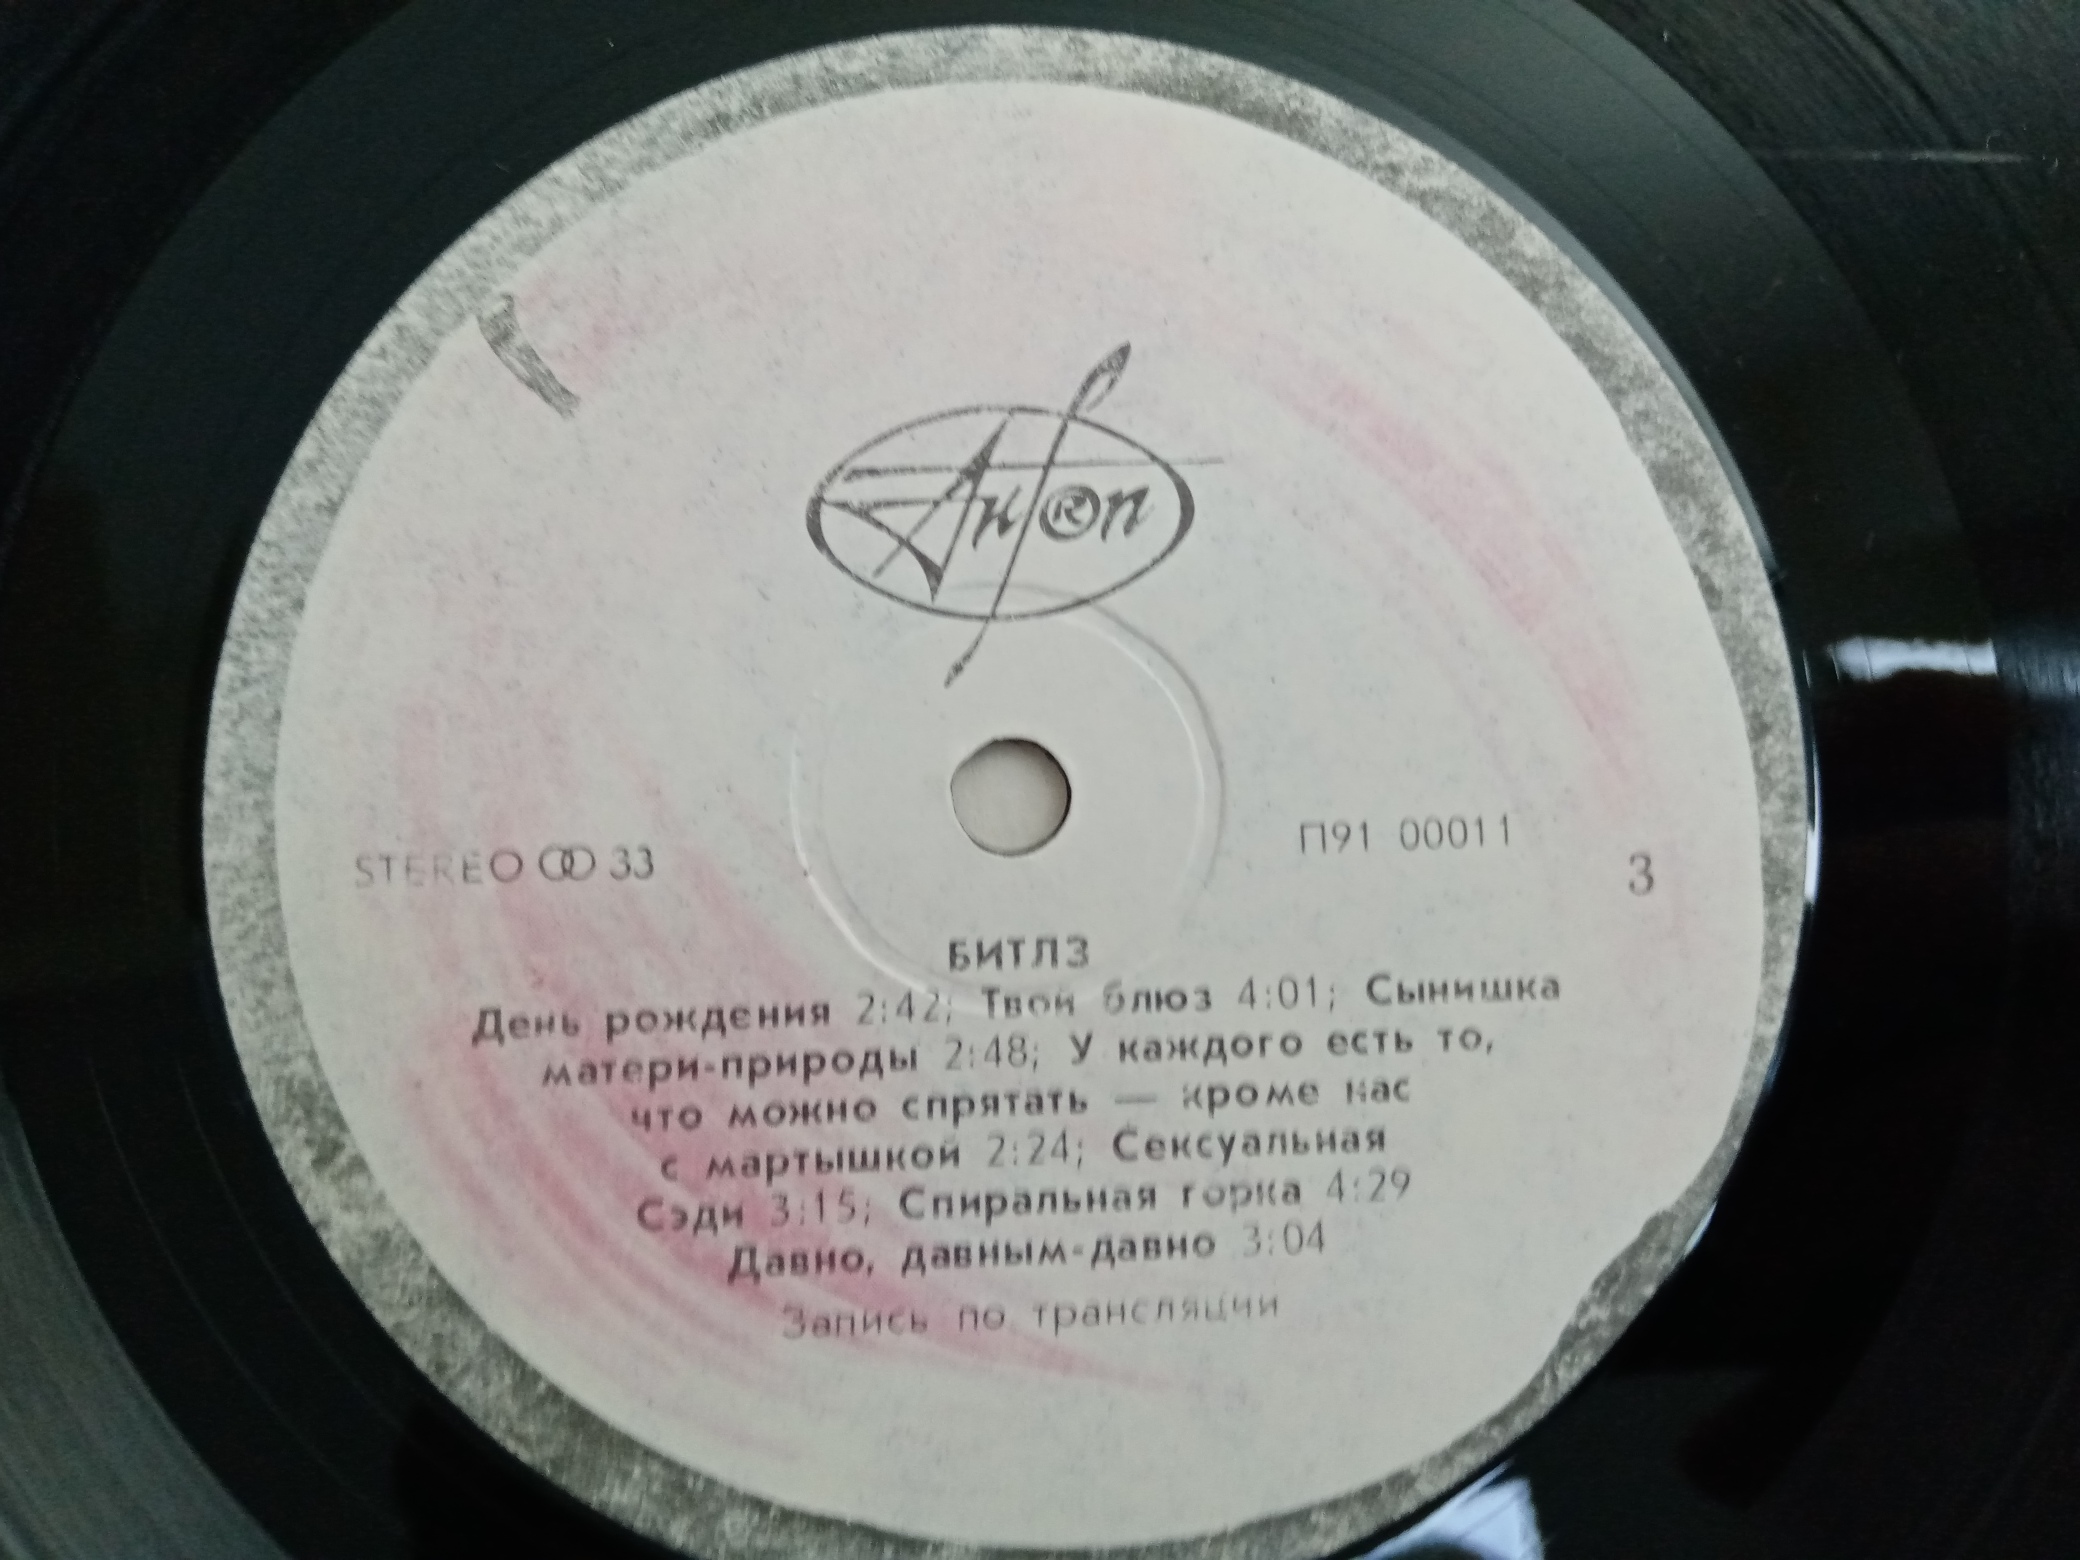 АнТроп
®
STEREO 33
П91 00011
3
БИТЛЗ
День рождения 2:42; Твой блюз 4:01; Сынишка
матери-природы 2:48; У каждого есть то,
что можно спрятать — кроме нас
с мартышкой 2:24; Сексуальная
Сэди 3:15; Спиральная горка 4:29
Давно, давным-давно 3:04
Запись по трансляции